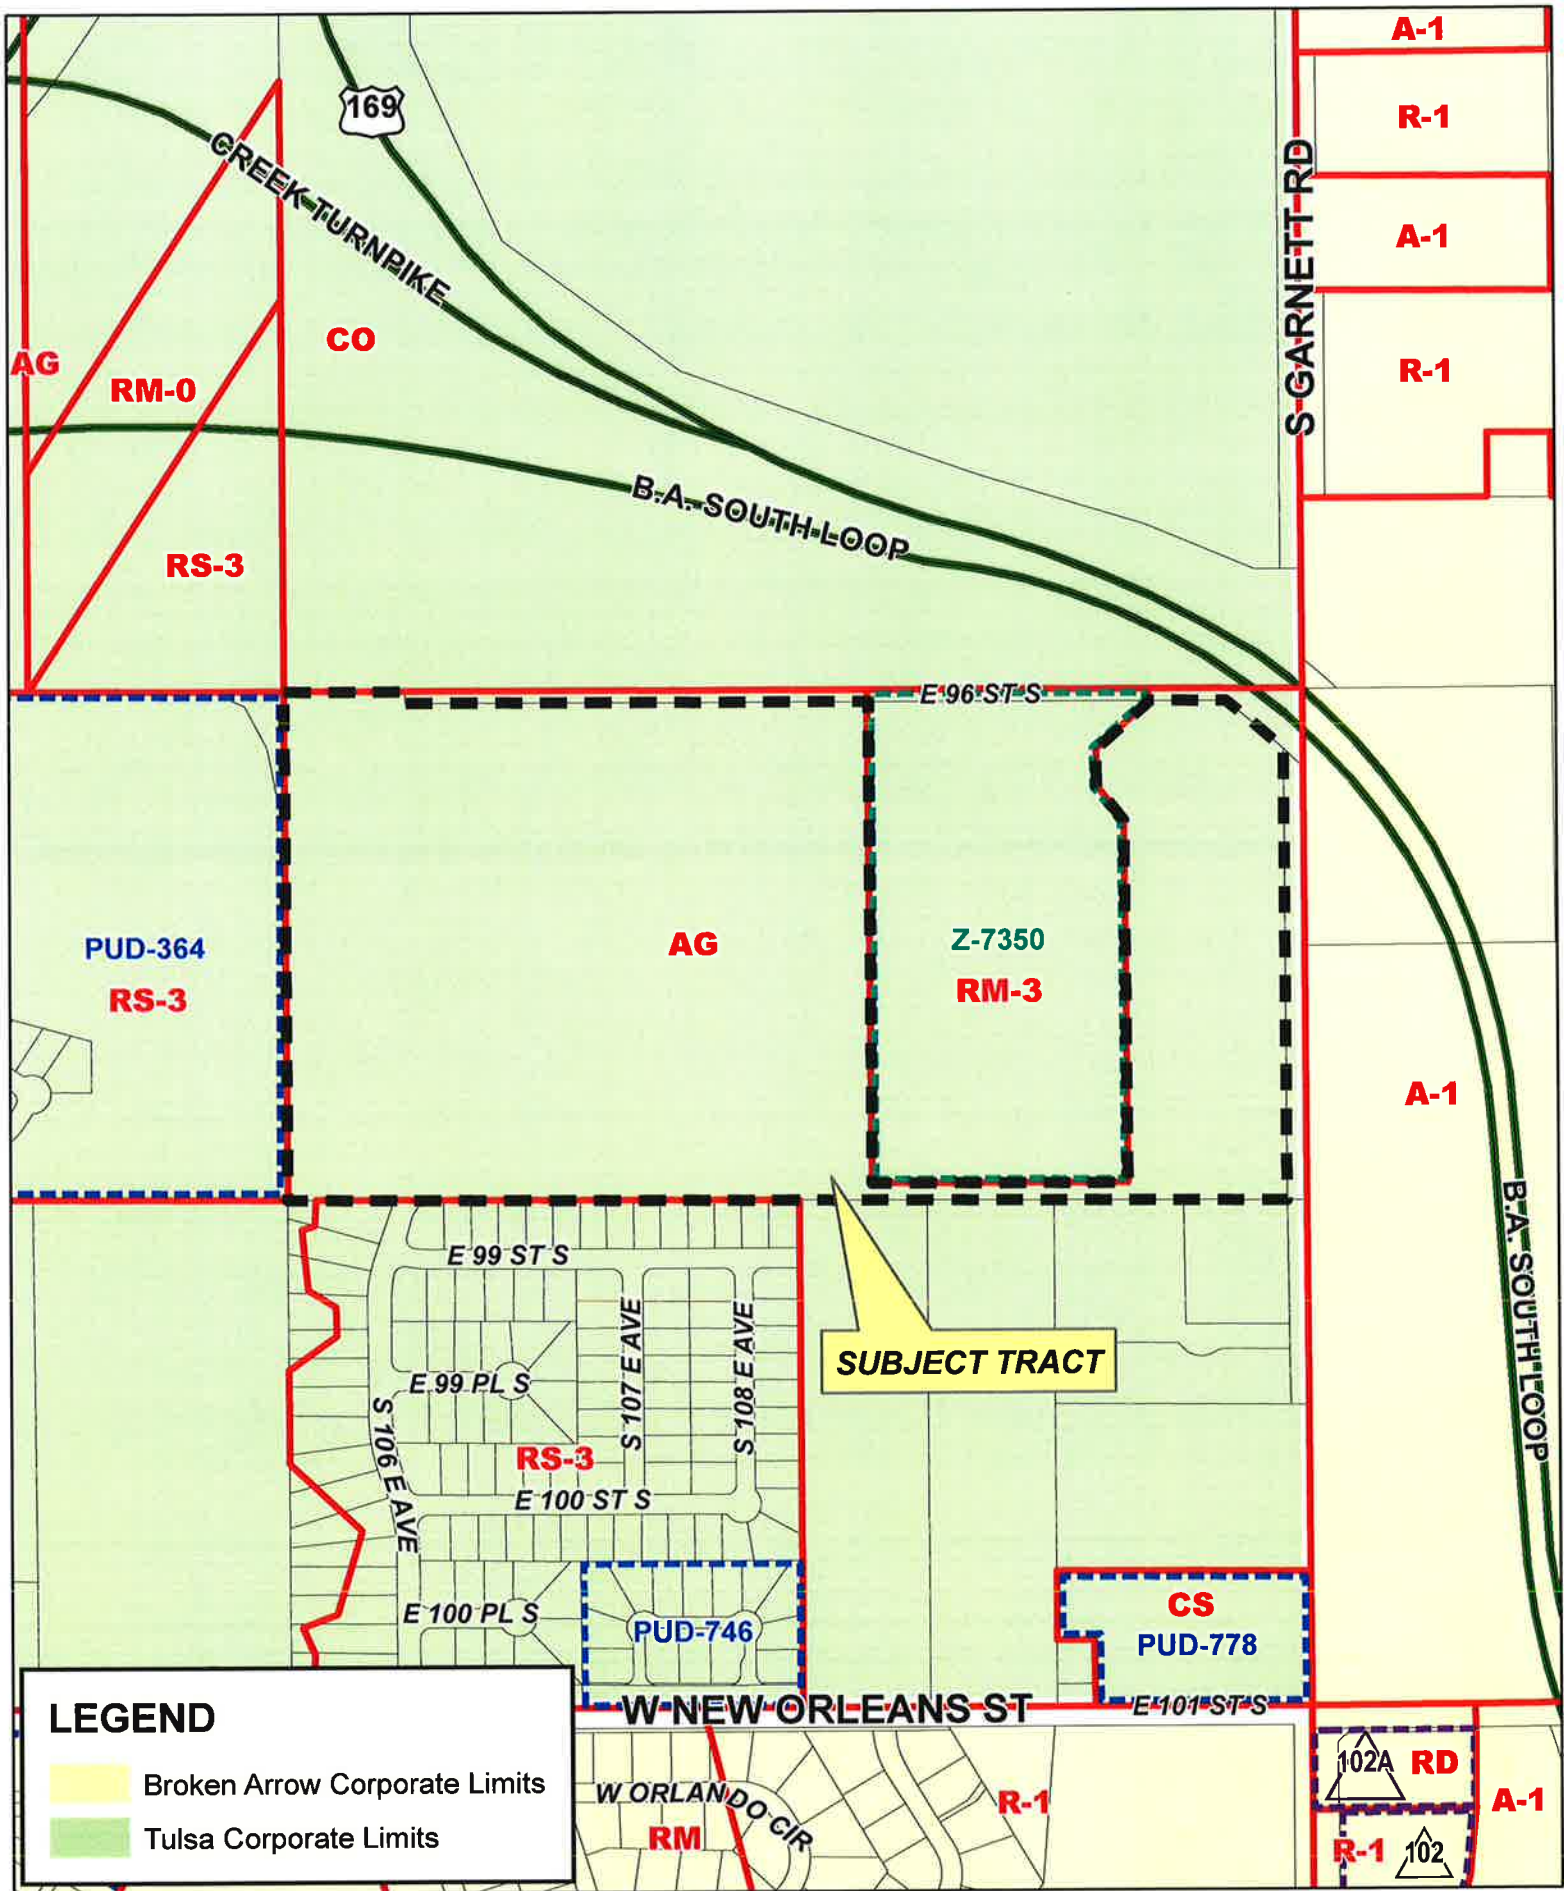 A-1
169
R-1
CREEK TURNPIKE
S GARNETT RD
A-1
CO
AG
RM-0
R-1
B.A. SOUTH LOOP
RS-3
E 96 ST S
PUD-364
RS-3
AG
Z-7350
RM-3
A-1
B.A. SOUTH LOOP
E 99 ST S
SUBJECT TRACT
E 99 PL S
S 107 E AVE
S 108 E AVE
S 106 E AVE
RS-3
E 100 ST S
E 100 PL S
PUD-746
CS
PUD-778
W NEW ORLEANS ST
E 101 ST S
LEGEND
Broken Arrow Corporate Limits
Tulsa Corporate Limits
W ORLANDO CIR
RM
R-1
102A
RD
A-1
R-1
102